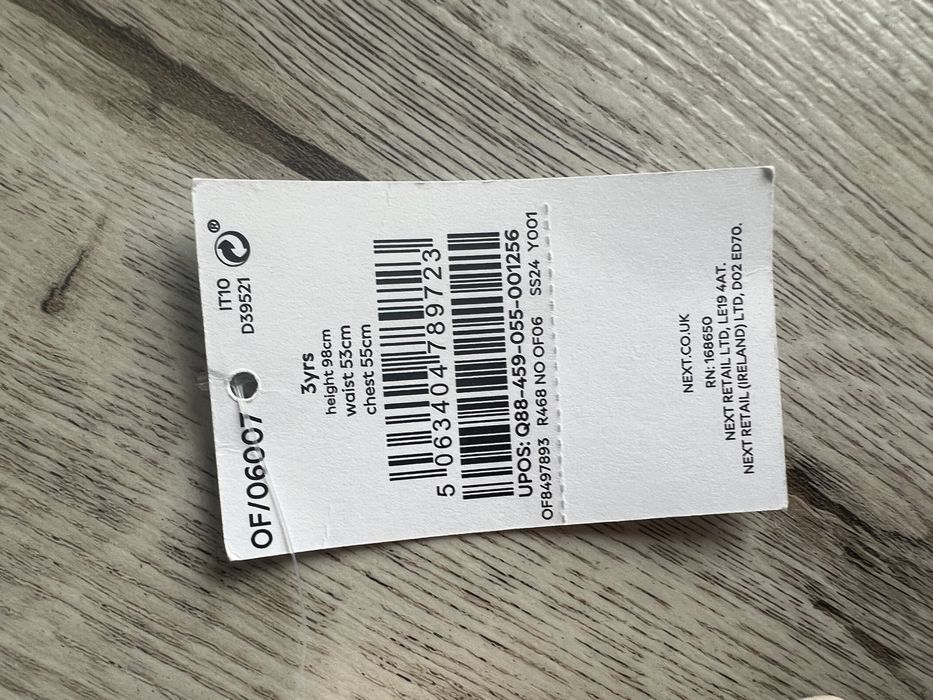 OF/06007
IT10
D39521
®
3yrs
height 98cm
waist 53cm
chest 55cm
5 063404 789723
UPOS: Q88-459-055-001256
OF8497893 R468 NO OF06 SS24 Y001
NEXT.CO.UK
RN: 168650
NEXT RETAIL LTD, LE19 4AT.
NEXT RETAIL (IRELAND) LTD, D02 ED70.